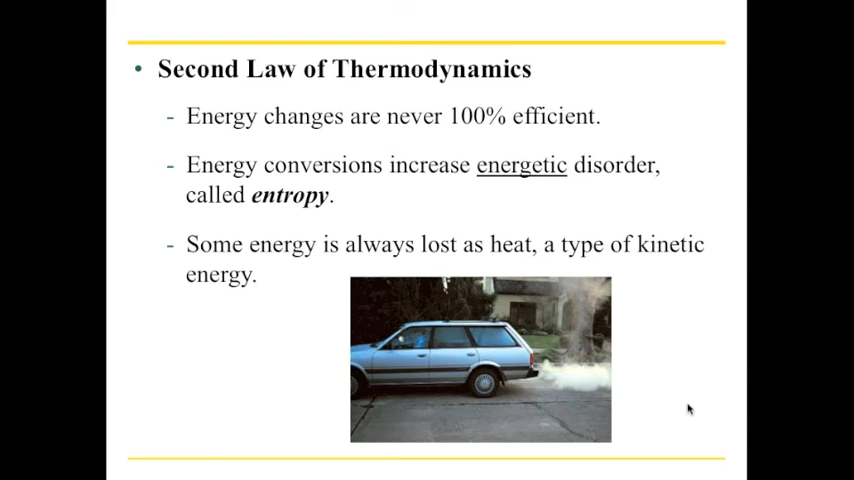 • Second Law of Thermodynamics
- Energy changes are never 100% efficient.
- Energy conversions increase energetic disorder,
called entropy.
- Some energy is always lost as heat, a type of kinetic
energy.